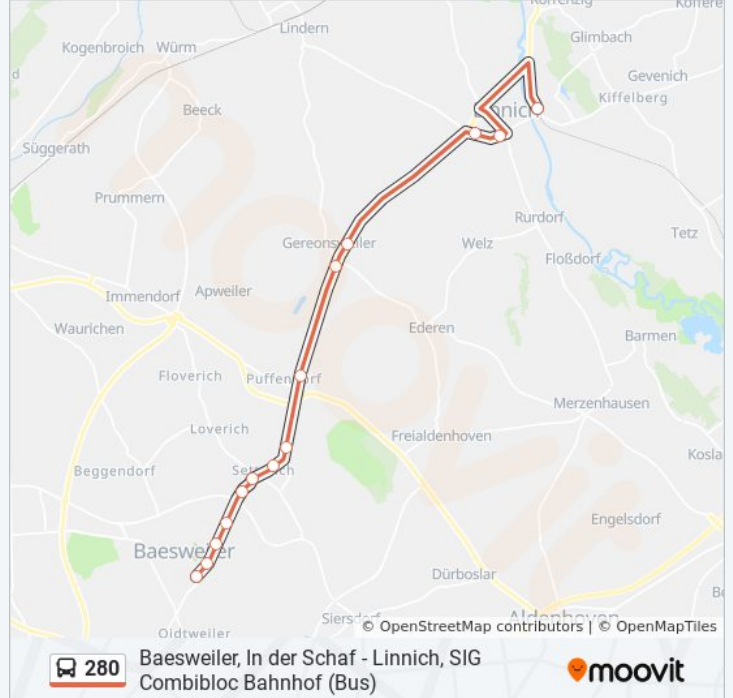 Korrenzig
Koffere
Lindern
Glimbach
Kogenbroich
Würm
Gevenich
Kiffelberg
Beeck
Linnich
Süggerath
Prummern
Rurdorf
Tetz
Gereonsweiler
Welz
Floßdorf
Immendorf
Apweiler
Waurichen
Ederen
Barmen
Floverich
Puffendorf
Merzenhausen
Loverich
Freialdenhoven
Kosla
Beggendorf
Setterich
Engelsdorf
Baesweiler
Dürboslar
Siersdorf
Aldenhoven
© OpenStreetMap contributors | © OpenMapTiles
Oidtweiler
280
Baesweiler, In der Schaf - Linnich, SIG
Combibloc Bahnhof (Bus)
moovit
moovit